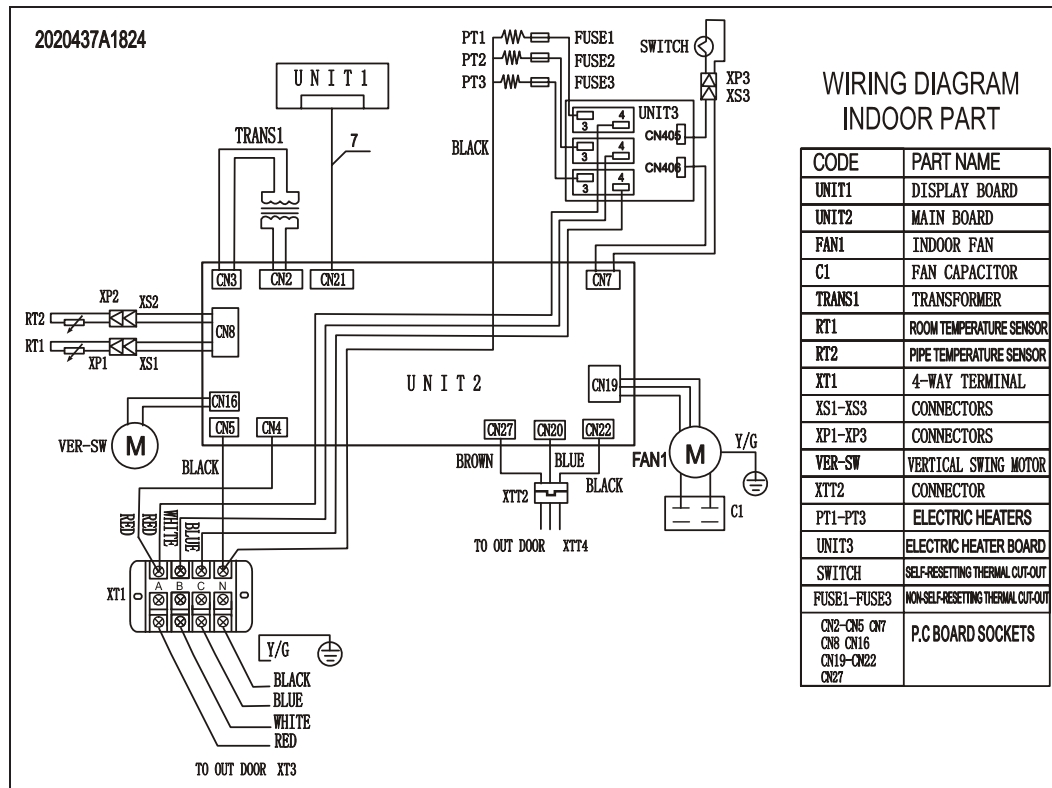 2020437A1824
UNIT1
TRANS1
7
PT1
FUSE1
PT2
FUSE2
PT3
FUSE3
BLACK
SWITCH
XP3
XS3
UNIT3
3
4
CN405
3
4
CN406
3
4
CN3
CN2
CN21
CN7
XP2
XS2
RT2
CN8
RT1
XP1
XS1
UNIT2
CN19
CN16
CN5
CN4
CN27
CN20
CN22
VER-SW
M
BLACK
BROWN
BLUE
BLACK
FAN1
M
Y/G
XTT2
C1
RED
RED
WHITE
BLUE
TO OUT DOOR XTT4
XT1
A
B
C
N
Y/G
BLACK
BLUE
WHITE
RED
TO OUT DOOR XT3
WIRING DIAGRAM
INDOOR PART
CODE PART NAME
UNIT1 DISPLAY BOARD
UNIT2 MAIN BOARD
FAN1 INDOOR FAN
C1 FAN CAPACITOR
TRANS1 TRANSFORMER
RT1 ROOM TEMPERATURE SENSOR
RT2 PIPE TEMPERATURE SENSOR
XT1 4-WAY TERMINAL
XS1-XS3 CONNECTORS
XP1-XP3 CONNECTORS
VER-SW VERTICAL SWING MOTOR
XTT2 CONNECTOR
PT1-PT3 ELECTRIC HEATERS
UNIT3 ELECTRIC HEATER BOARD
SWITCH SELF-RESETTING THERMAL CUT-OUT
FUSE1-FUSE3 NON-SELF-RESETTING THERMAL CUT-OUT
CN2-CN5 CN7
CN8 CN16
CN19-CN22
CN27
P.C BOARD SOCKETS